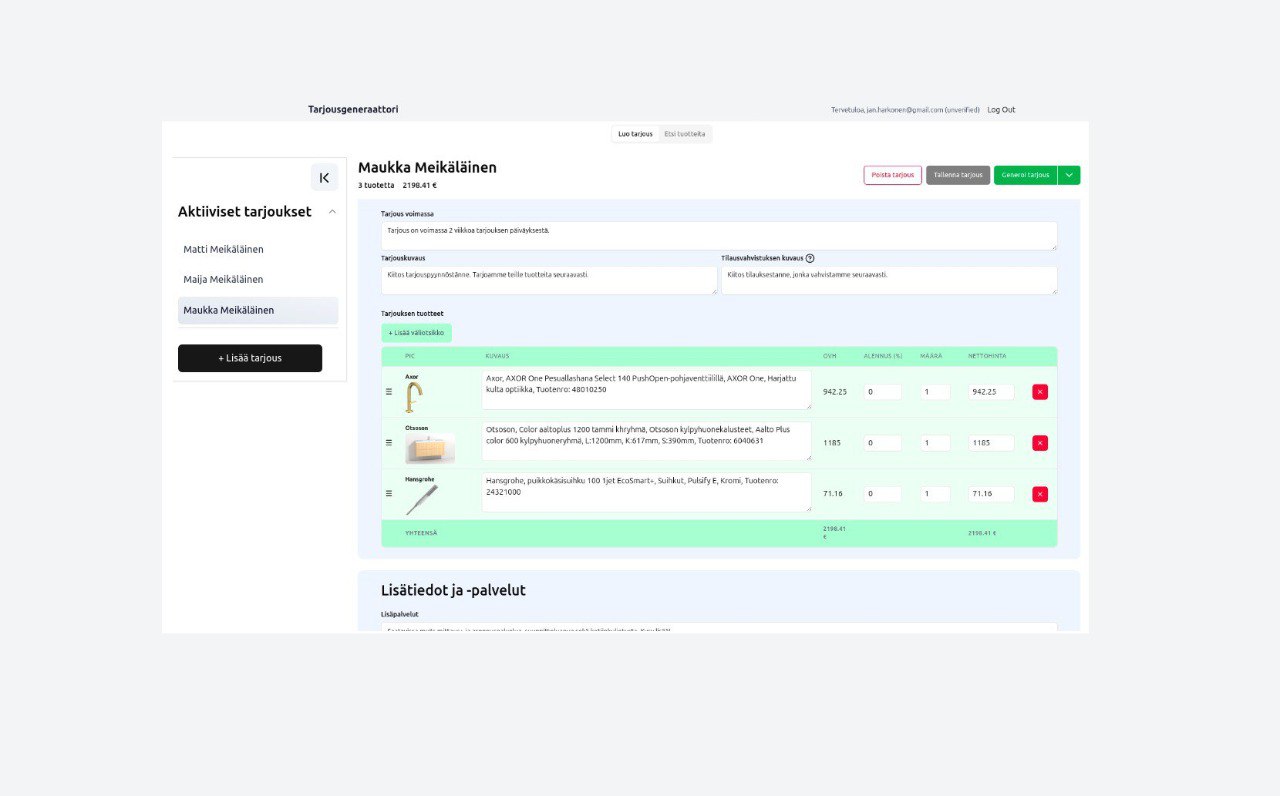 Tarjousgeneraattori
Tervetuloa, jan.harkonen@gmail.com (unverified) Log Out
Luo tarjous Etsi tuotteita
Aktiiviset tarjoukset
Matti Meikäläinen
Maija Meikäläinen
Maukka Meikäläinen
+ Lisää tarjous
Maukka Meikäläinen
3 tuotetta 2198.41 €
Poista tarjous Tallenna tarjous Generoi tarjous
Tarjous voimassa
Tarjous on voimassa 2 viikkoa tarjouksen päiväyksestä.
Tarjouskuvaus
Kiitos tarjouspyynnöstänne. Tarjoamme teille tuotteita seuraavasti.
Tilausvahvistuksen kuvaus ?
Kiitos tilauksestanne, jonka vahvistamme seuraavasti.
Tarjouksen tuotteet
+ Lisää väliotsikko
PIC KUVAUS OVH ALENNUS (%) MÄÄRÄ NETTOHINTA
Axor
Axor, AXOR One Pesuallashana Select 140 PushOpen-pohjaventtiilillä, AXOR One, Harjattu
kulta optiikka, Tuotenro: 48010250
942.25 0 1 942.25
Otsoson
Otsoson, Color aaltoplus 1200 tammi khryhmä, Otsoson kylpyhuonekalusteet, Aalto Plus
color 600 kylpyhuoneryhmä, L:1200mm, K:617mm, S:390mm, Tuotenro: 6040631
1185 0 1 1185
Hansgrohe
Hansgrohe, puikkokäsisuihku 100 1jet EcoSmart+, Suihkut, Pulsify E, Kromi, Tuotenro:
24321000
71.16 0 1 71.16
YHTEENSÄ 2198.41
€ 2198.41 €
Lisätiedot ja -palvelut
Lisäpalvelut